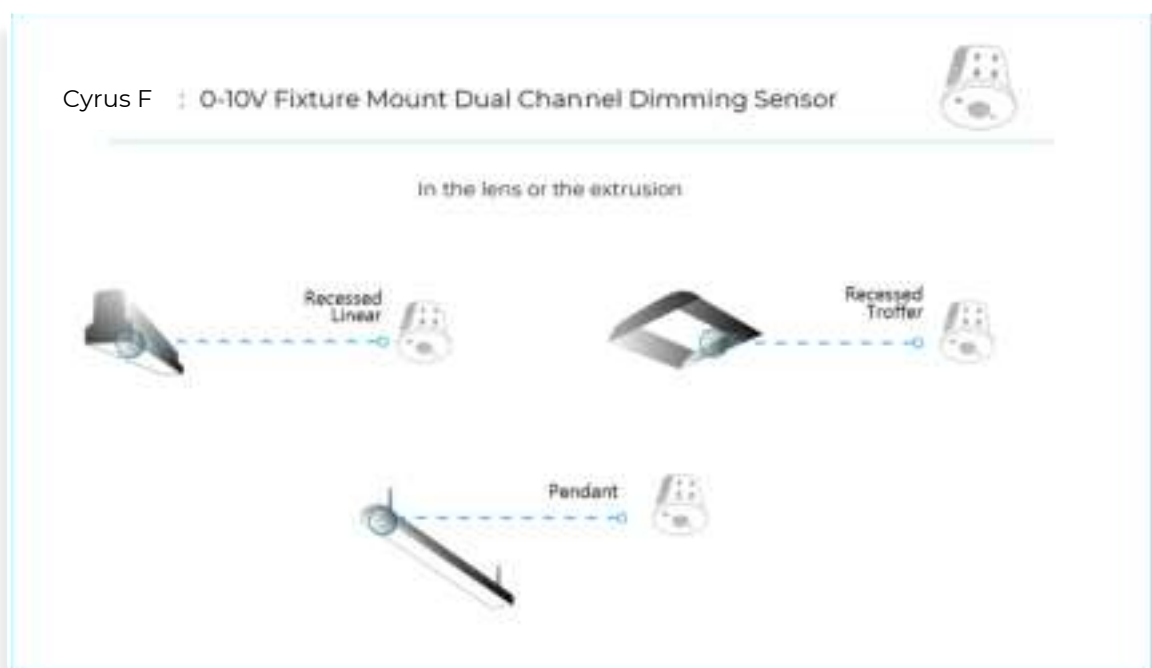 Cyrus F : 0-10V Fixture Mount Dual Channel Dimming Sensor
In the lens or the extrusion
Recessed
Linear
Recessed
Troffer
Pendant